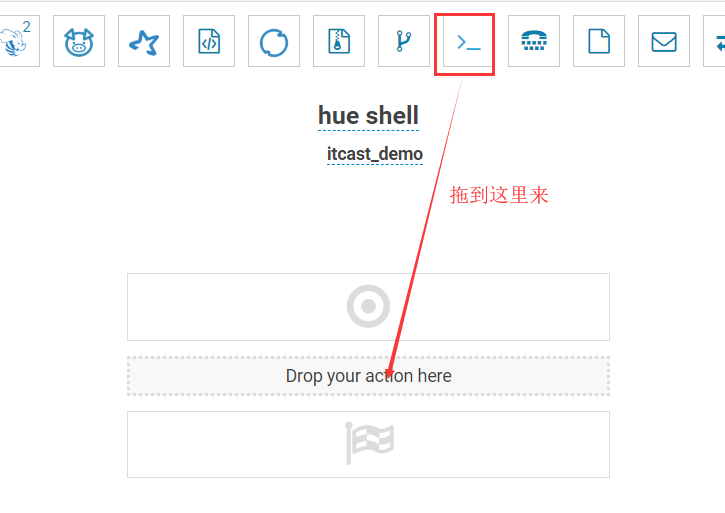 2
hue shell
itcast_demo
拖到这里来
Drop your action here